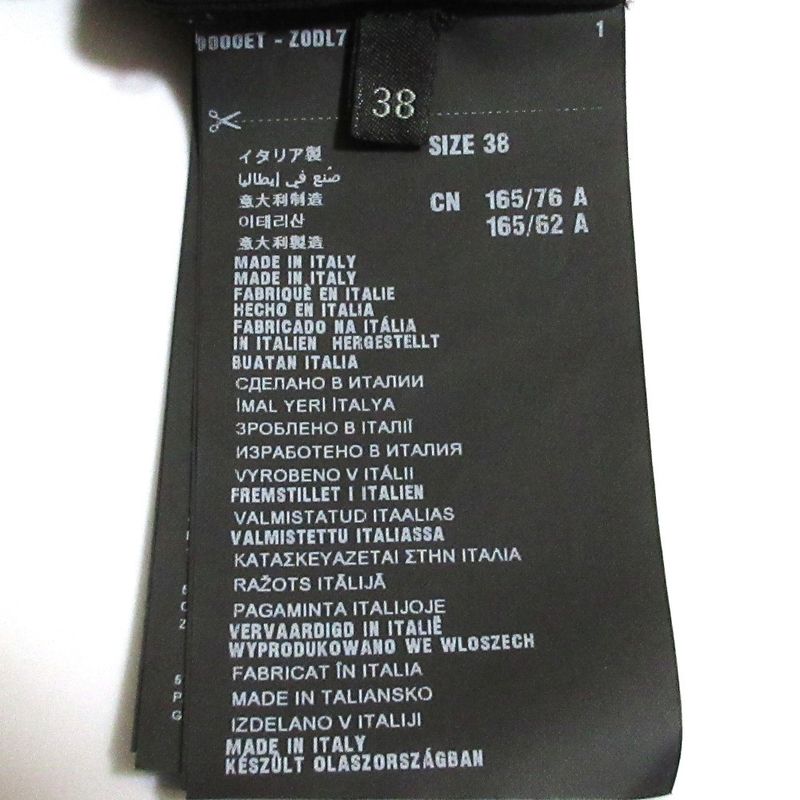 0000ET - Z0DL7
1
38
SIZE 38
CN 165/76 A
165/62 A
イタリア製
صنع في إيطاليا
意大利制造
이태리산
意大利製造
MADE IN ITALY
MADE IN ITALY
FABRIQUÈ EN ITALIE
HECHO EN ITALIA
FABRICADO NA ITÁLIA
IN ITALIEN HERGESTELLT
BUATAN ITALIA
СДЕЛАНО В ИТАЛИИ
İMAL YERİ İTALYA
ЗРОБЛЕНО В ІТАЛІЇ
ИЗРАБОТЕНО В ИТАЛИЯ
VYROBENO V ITÁLII
FREMSTILLET I ITALIEN
VALMISTATUD ITAALIAS
VALMISTETTU ITALIASSA
ΚΑΤΑΣΚΕΥΑΖΕΤΑΙ ΣΤΗΝ ΙΤΑΛΙΑ
RAŽOTS ITĀLIJĀ
PAGAMINTA ITALIJOJE
VERVAARDIGD IN ITALIË
WYPRODUKOWANO WE WLOSZECH
FABRICAT ÎN ITALIA
MADE IN TALIANSKO
IZDELANO V ITALIJI
MADE IN ITALY
KÉSZÜLT OLASZORSZÁGBAN